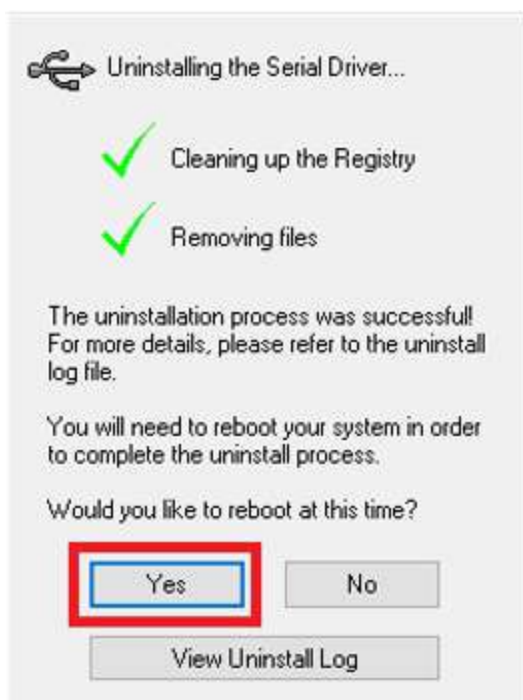 Uninstalling the Serial Driver...
Cleaning up the Registry
Removing files
The uninstallation process was successful!
For more details, please refer to the uninstall
log file.
You will need to reboot your system in order
to complete the uninstall process.
Would you like to reboot at this time?
Yes No
View Uninstall Log